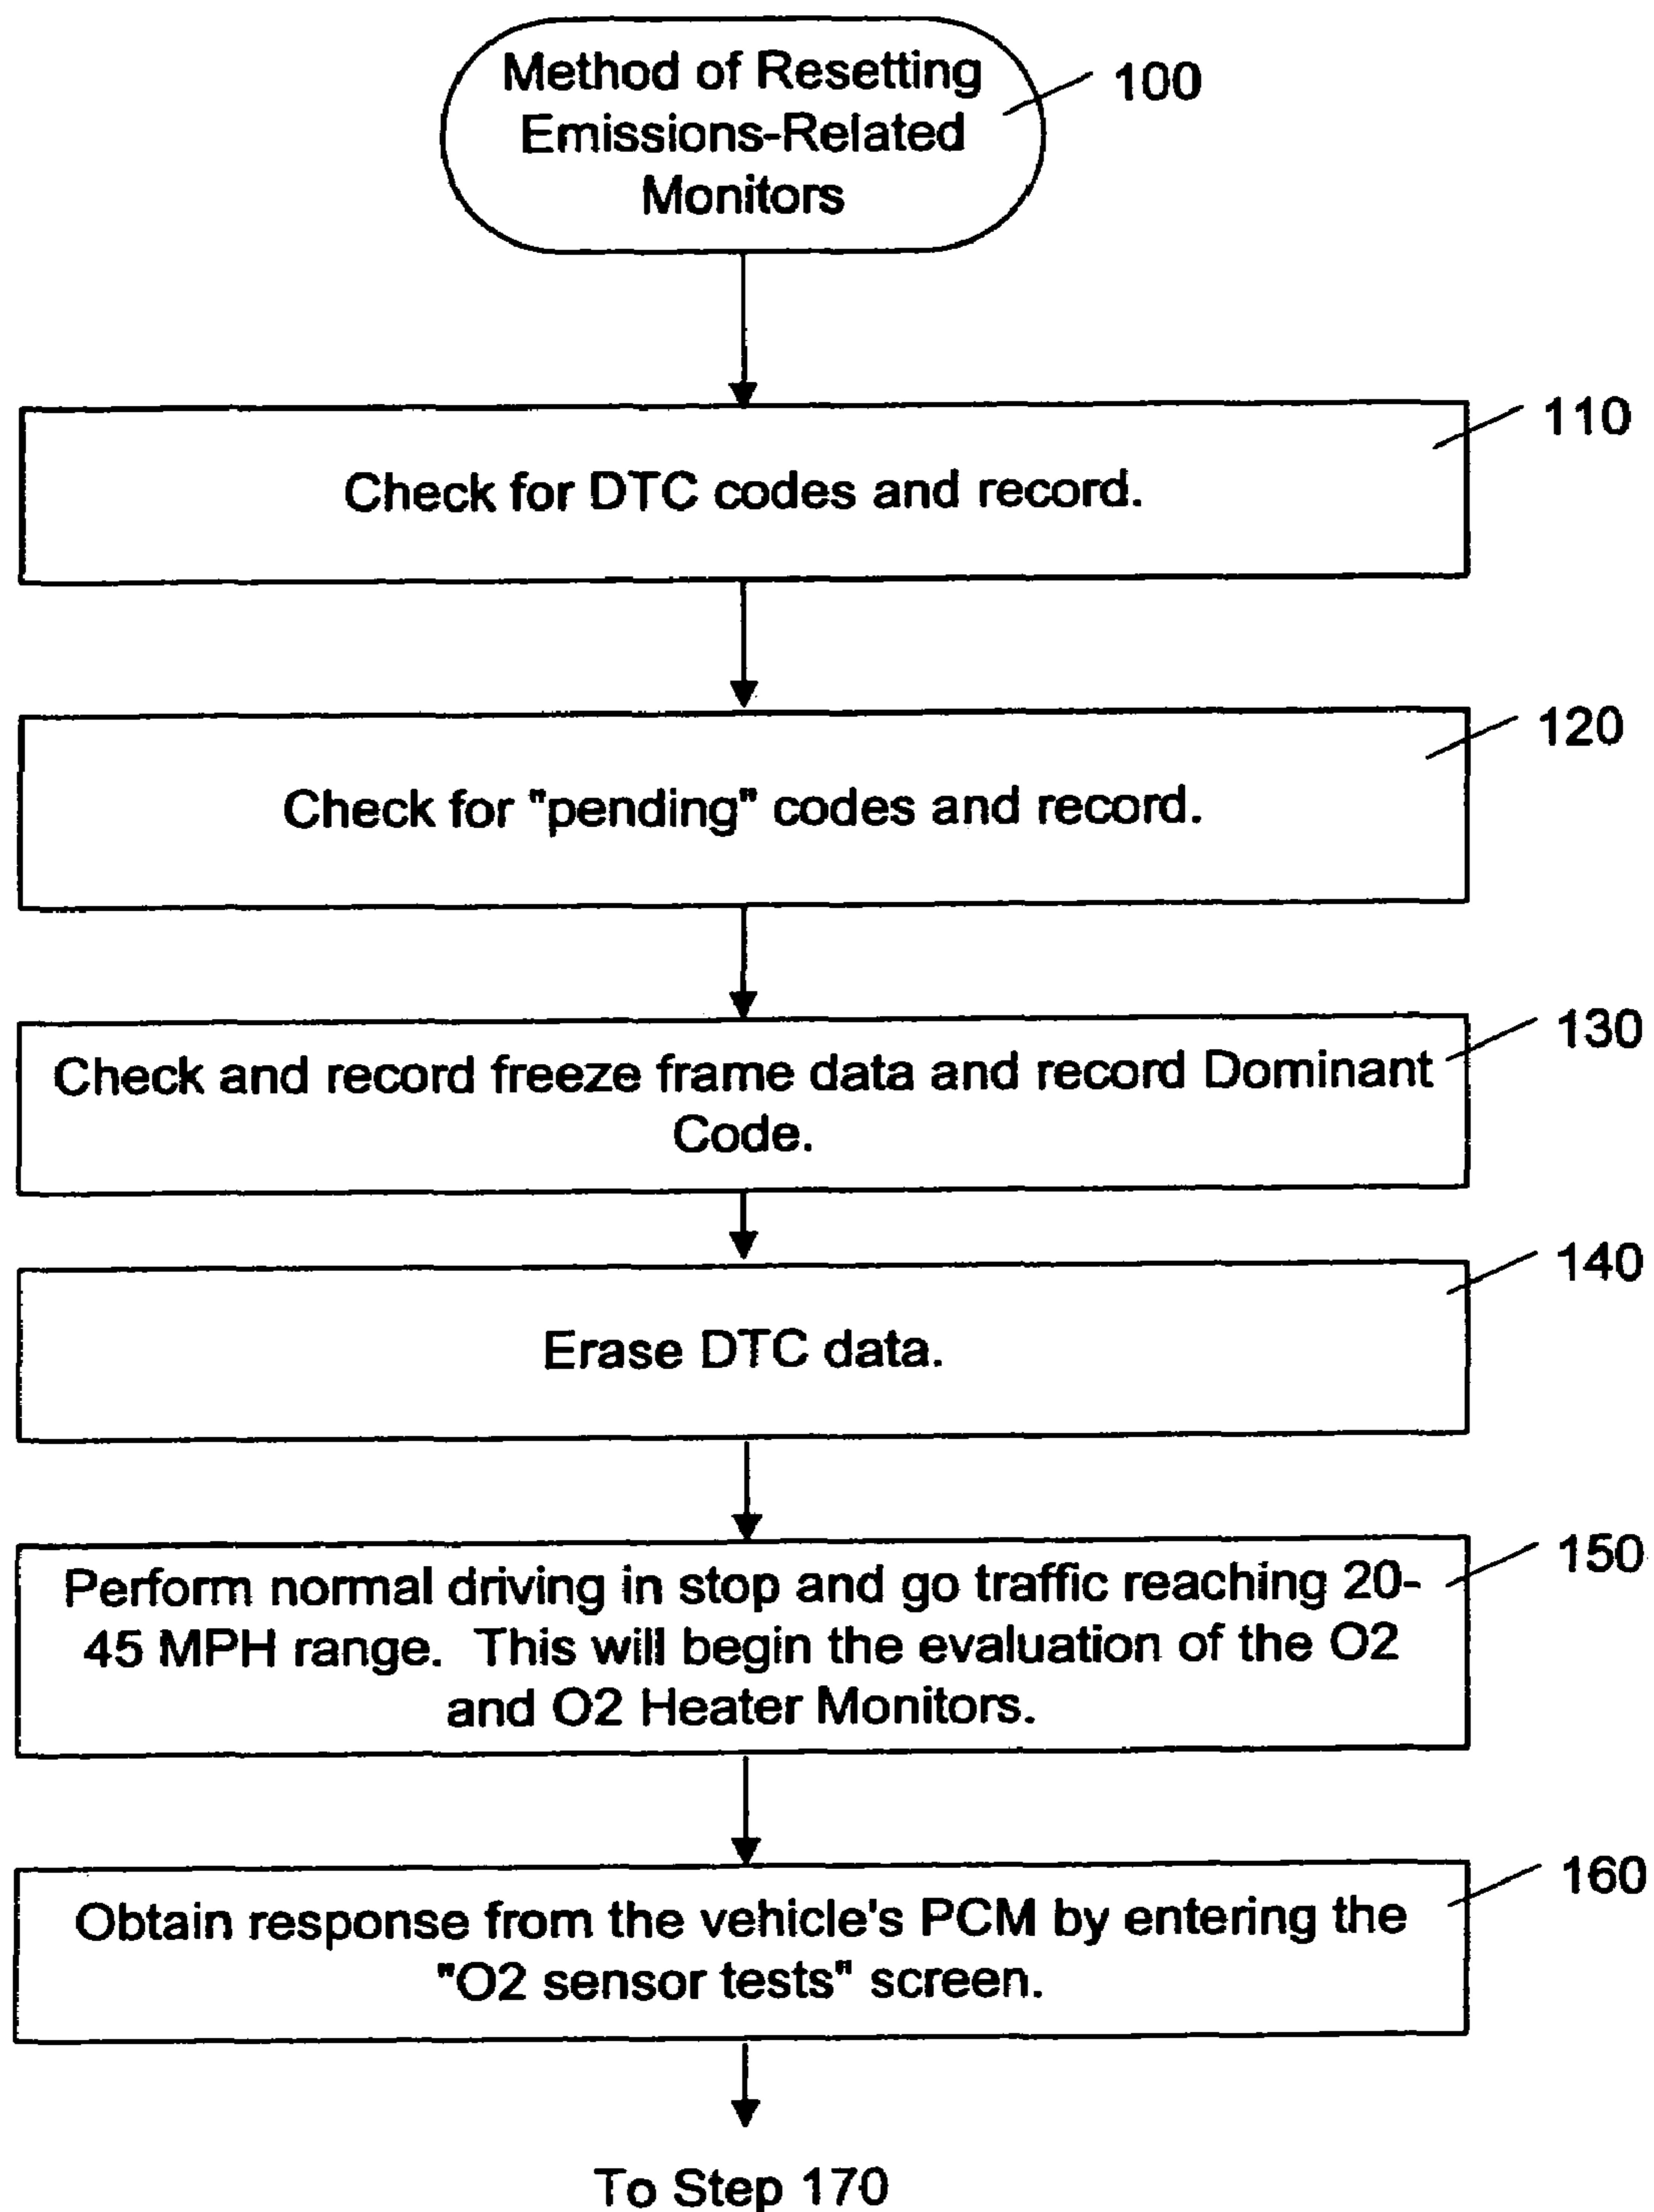 Method of Resetting
Emissions-Related
Monitors
100
110
Check for DTC codes and record.
120
Check for "pending" codes and record.
130
Check and record freeze frame data and record Dominant
Code.
140
Erase DTC data.
150
Perform normal driving in stop and go traffic reaching 20-
45 MPH range.  This will begin the evaluation of the O2
and O2 Heater Monitors.
160
Obtain response from the vehicle's PCM by entering the
"O2 sensor tests" screen.
To Step 170